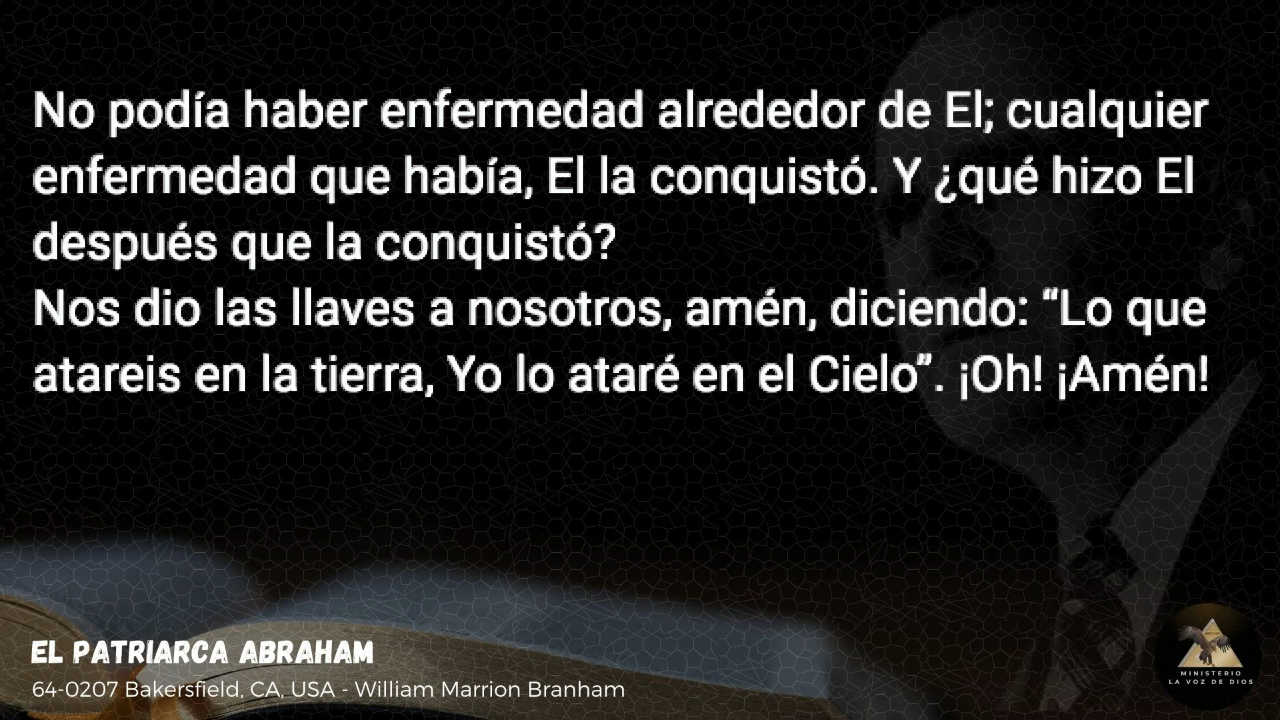 No podía haber enfermedad alrededor de El; cualquier
enfermedad que había, El la conquistó. Y ¿qué hizo El
después que la conquistó?
Nos dio las llaves a nosotros, amén, diciendo: “Lo que
atareis en la tierra, Yo lo ataré en el Cielo”. ¡Oh! ¡Amén!
EL PATRIARCA ABRAHAM
64-0207 Bakersfield, CA, USA - William Marrion Branham
MINISTERIO
LA VOZ DE DIOS